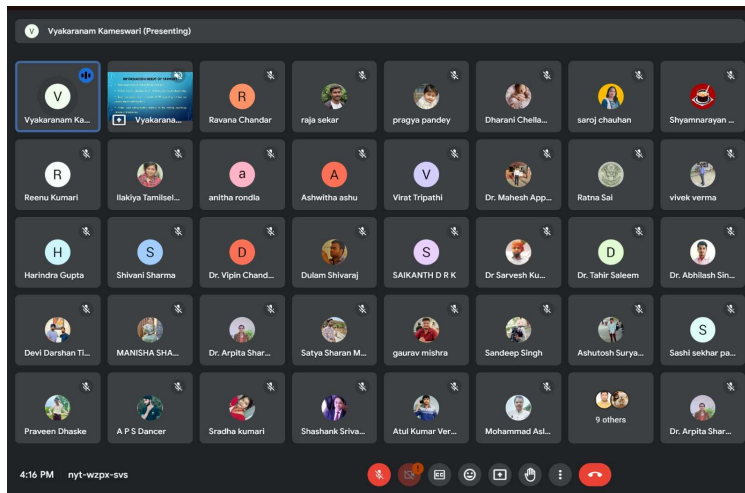 V Vyakaranam Kameswari (Presenting)
V
Vyakaranam Ka...
INFORMATION NEEDS OF
Vyakarana...
R
Ravana Chandar
raja sekar
pragya pandey
Dharani Chella...
saroj chauhan
Shyamnarayan ...
R
Reenu Kumari
Ilakiya Tamilsel...
a
anitha rondla
A
Ashwitha ashu
V
Virat Tripathi
Dr. Mahesh App...
Ratna Sai
vivek verma
H
Harindra Gupta
S
Shivani Sharma
D
Dr. Vipin Chand...
Dulam Shivaraj
S
SAIKANTH D R K
Dr Sarvesh Ku...
D
Dr. Tahir Saleem
Dr. Abhilash Sin...
Devi Darshan Ti...
MANISHA SHA...
Dr. Arpita Shar...
Satya Sharan M...
gaurav mishra
Sandeep Singh
Ashutosh Surya...
S
Sashi sekhar pa...
Praveen Dhaske
A P S Dancer
Sradha kumari
Shashank Sriva...
Atul Kumar Ver...
Mohammad Asl...
9 others
Dr. Arpita Shar...
4:16 PM nyt-wzpx-svs
CC